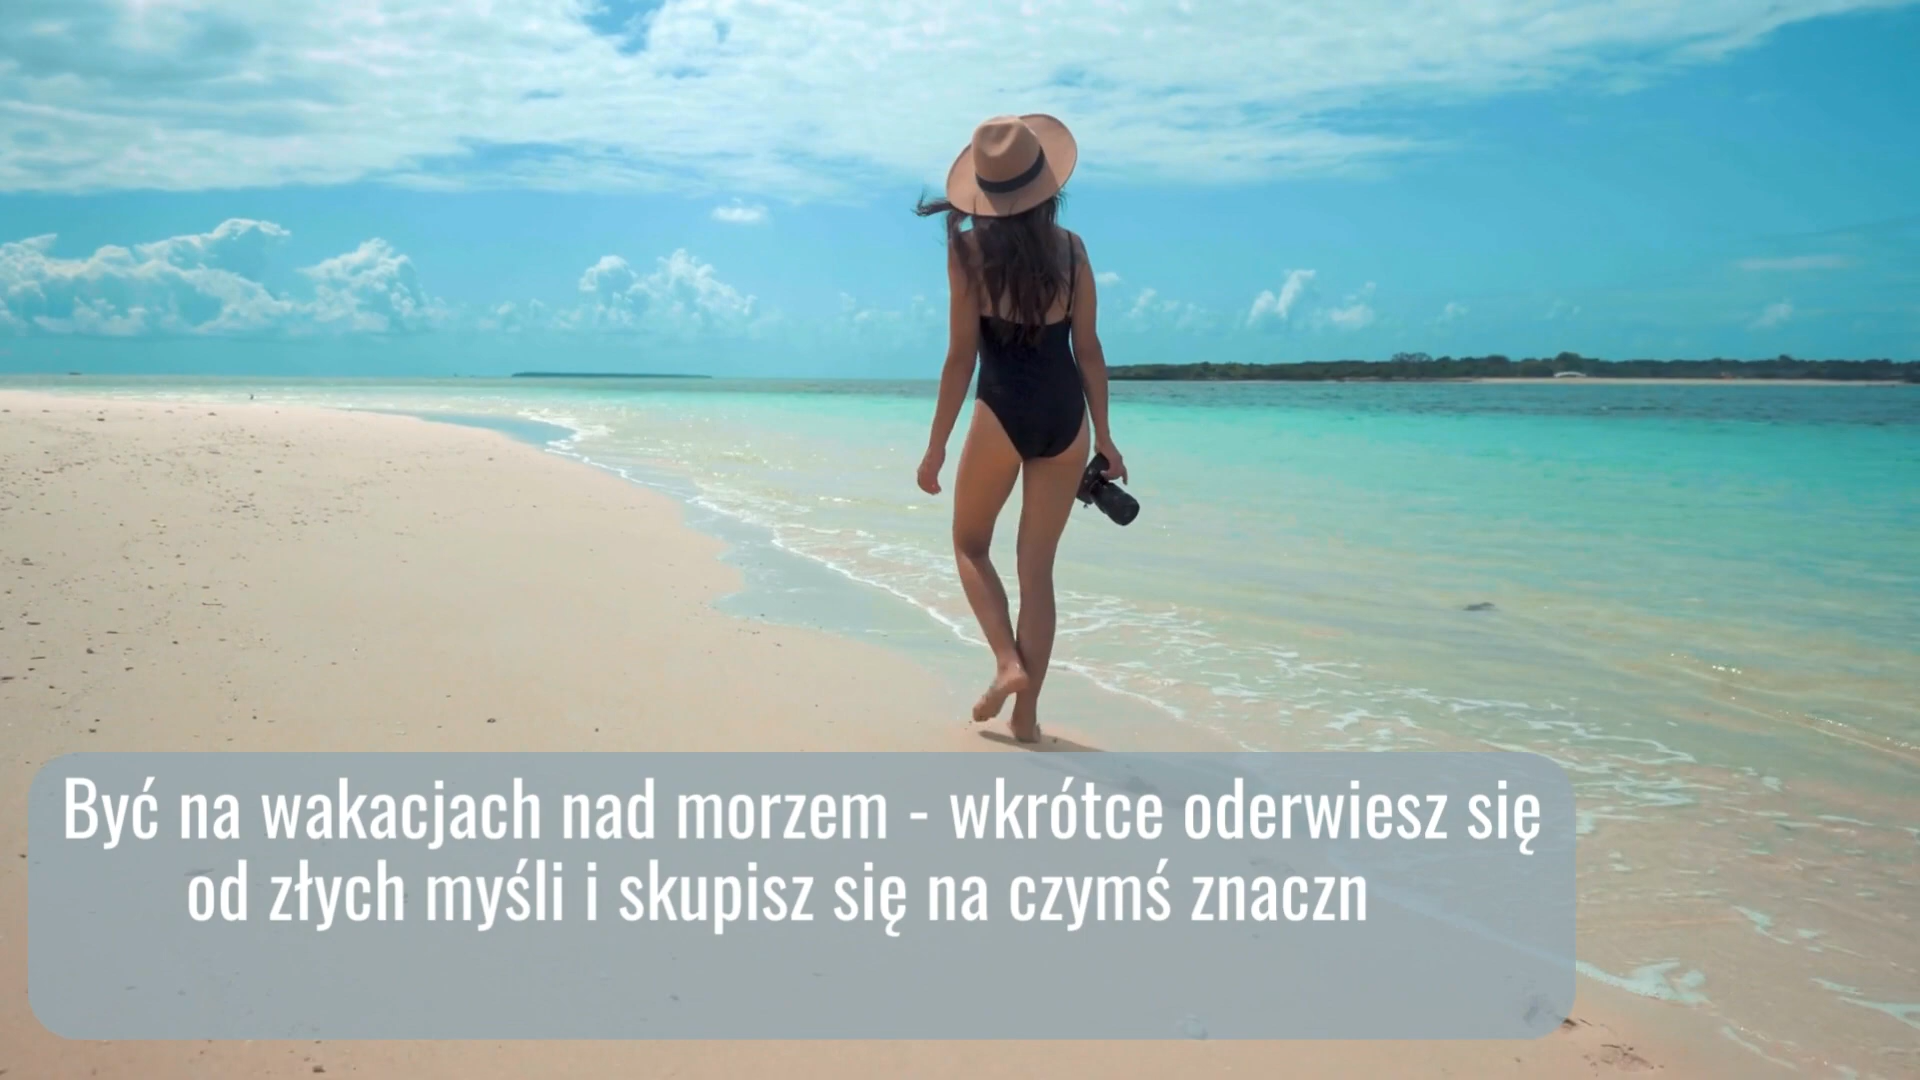 Być na wakacjach nad morzem - wkrótce oderwiesz się
od złych myśli i skupisz się na czymś znaczn